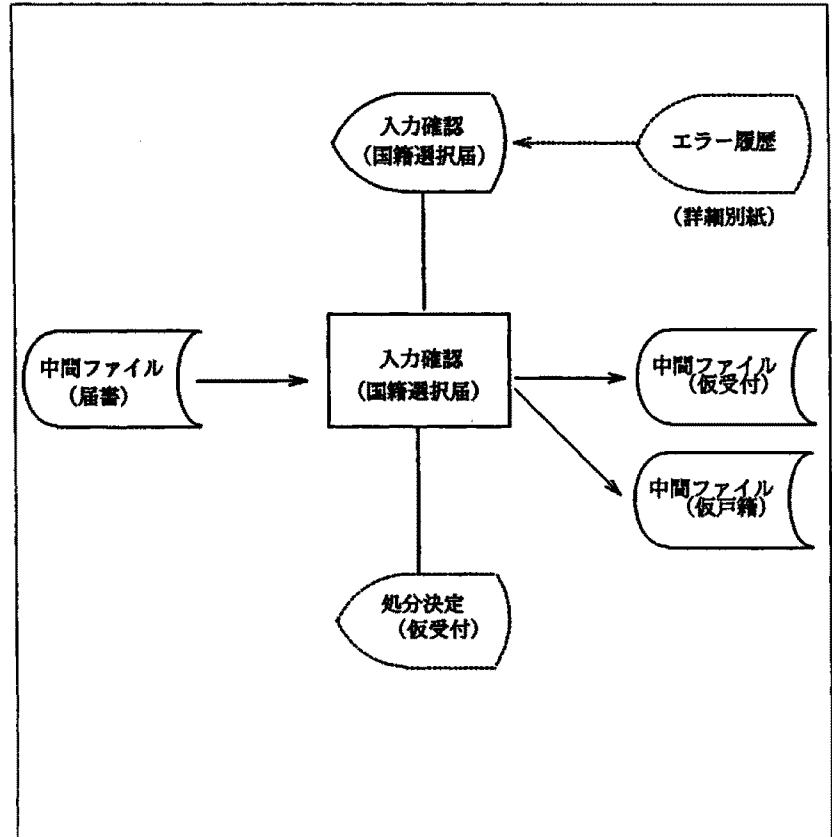 入力確認
（国籍選択届）
エラー履歴
（詳細別紙）
中間ファイル
（届書）
入力確認
（国籍選択届）
中間ファイル
（仮受付）
中間ファイル
（仮戸籍）
処分決定
（仮受付）